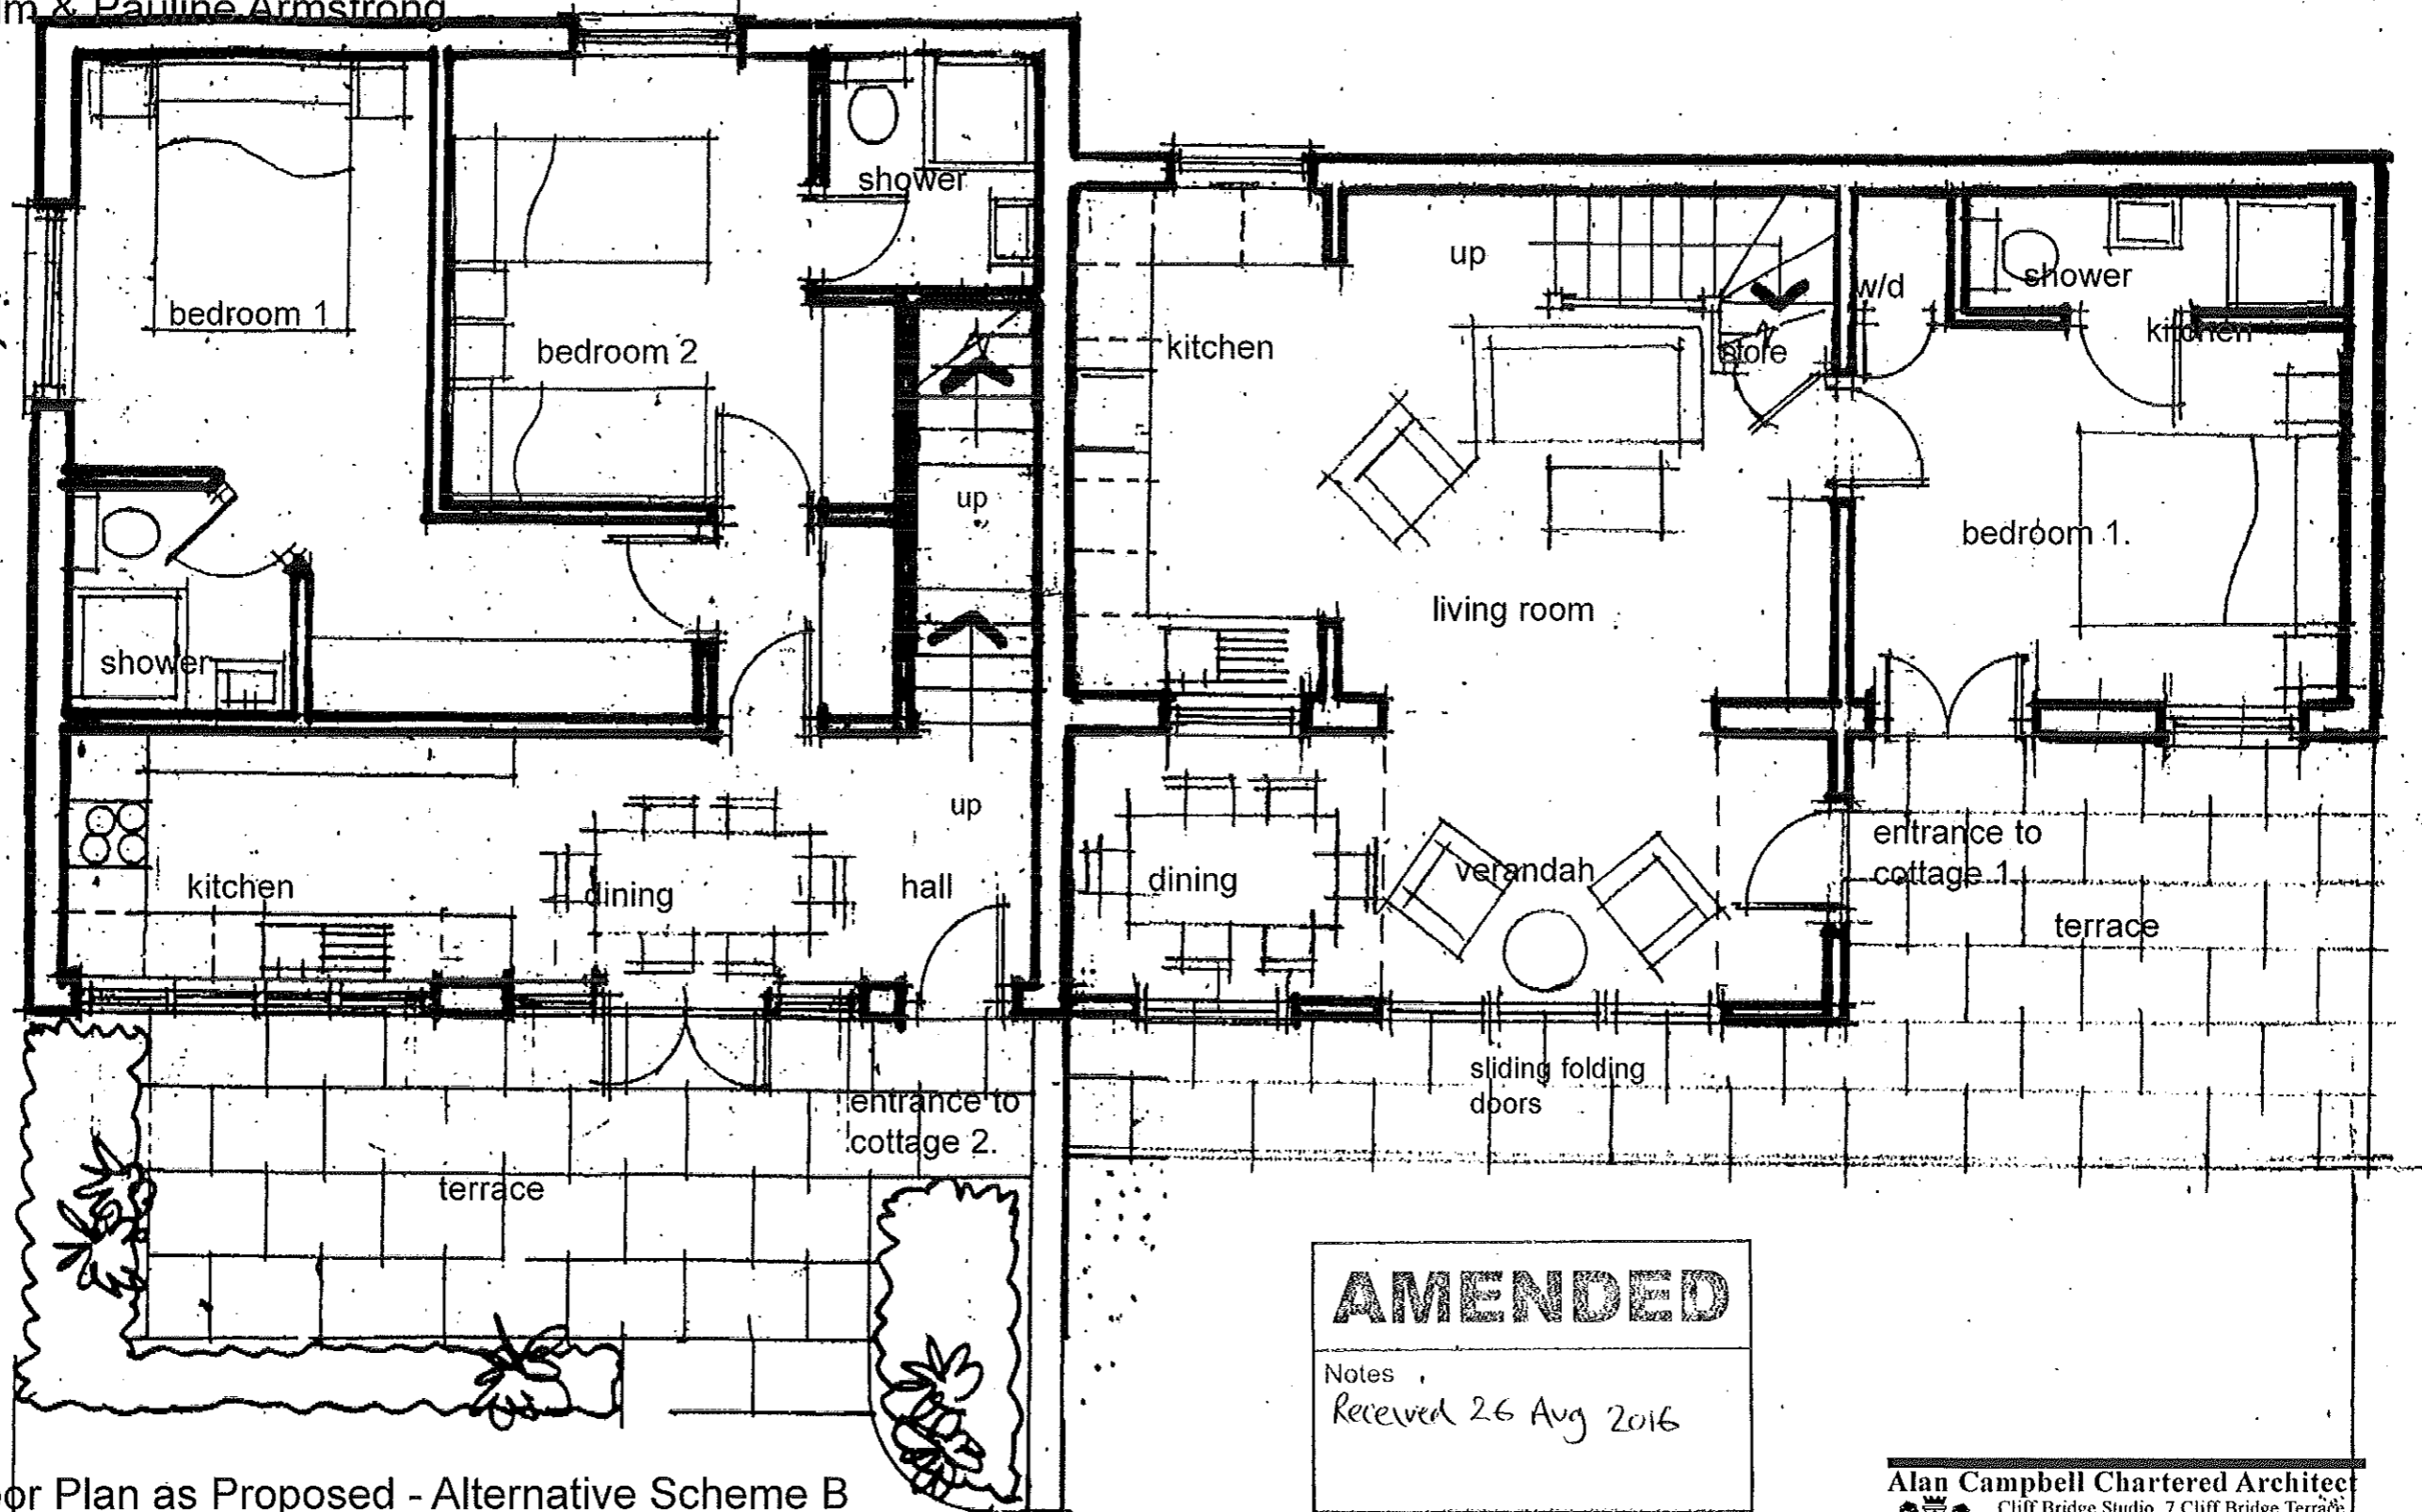 & Pauline Armstrong
shower
bedroom 1
bedroom 2
up
shower
up
kitchen
dining
hall
entrance to
cottage 2.
terrace
up
kitchen
store
w/d
shower
kitchen
bedroom 1.
living room
dining
verandah
entrance to
cottage 1.
terrace
sliding folding
doors
AMENDED
Notes
Received 26 Aug 2016
Plan as Proposed - Alternative Scheme B
Alan Campbell Chartered Architect
Cliff Bridge Studio, 7 Cliff Bridge Terrace